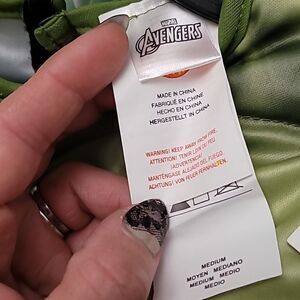 MARVEL
AVENGERS
MADE IN CHINA
FABRIQUÉ EN CHINE
HECHO EN CHINA
HERGESTELLT IN CHINA
WARNING! KEEP AWAY FROM FIRE.
ATTENTION! TENIR LOIN DU FEU
¡ADVERTENCIA!
MANTÉNGASE ALEJADO DEL FUEGO.
ACHTUNG! VON FEUER FERNHALTEN.
MEDIUM
MOYEN MEDIANO
MEDIUM MEDIO
MEDIO